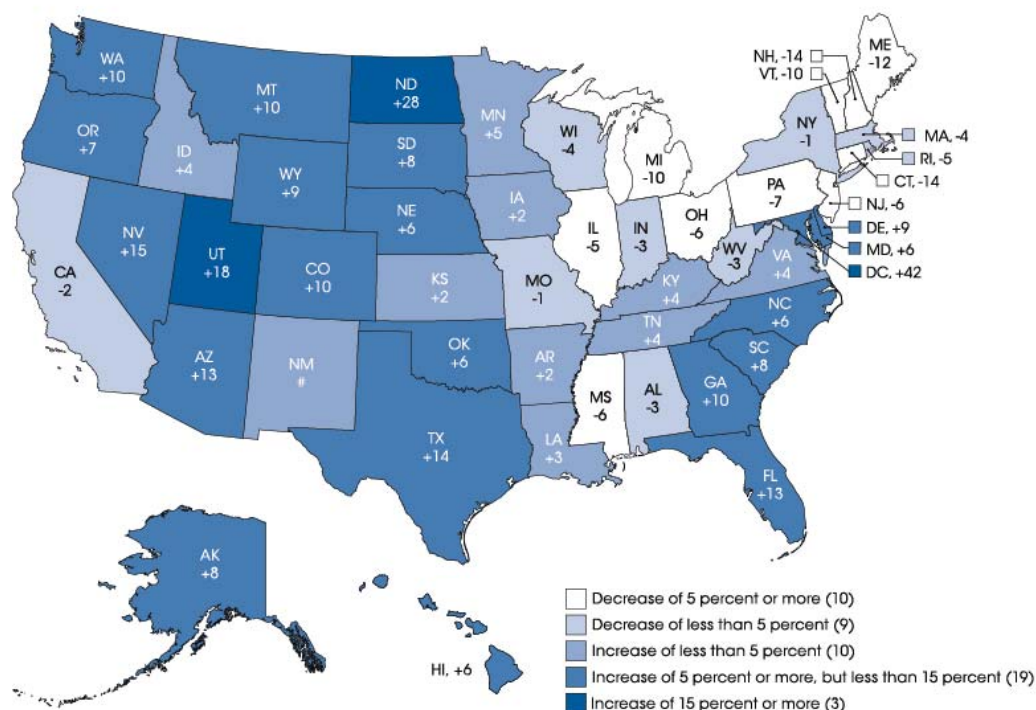 WA
+10
OR
+7
ID
+4
MT
+10
ND
+28
MN
+5
SD
+8
WY
+9
NE
+6
IA
+2
WI
-4
MI
-10
NV
+15
UT
+18
CO
+10
KS
+2
CA
-2
AZ
+13
NM
#
OK
+6
TX
+14
MO
-1
AR
+2
LA
+3
IL
-5
IN
-3
OH
-6
KY
+4
TN
+4
MS
-6
AL
-3
GA
+10
FL
+13
SC
+8
NC
+6
VA
+4
WV
-3
PA
-7
NY
-1
ME
-12
NH, -14
VT, -10
MA, -4
RI, -5
CT, -14
NJ, -6
DE, +9
MD, +6
DC, +42
AK
+8
HI, +6
Decrease of 5 percent or more (10)
Decrease of less than 5 percent (9)
Increase of less than 5 percent (10)
Increase of 5 percent or more, but less than 15 percent (19)
Increase of 15 percent or more (3)